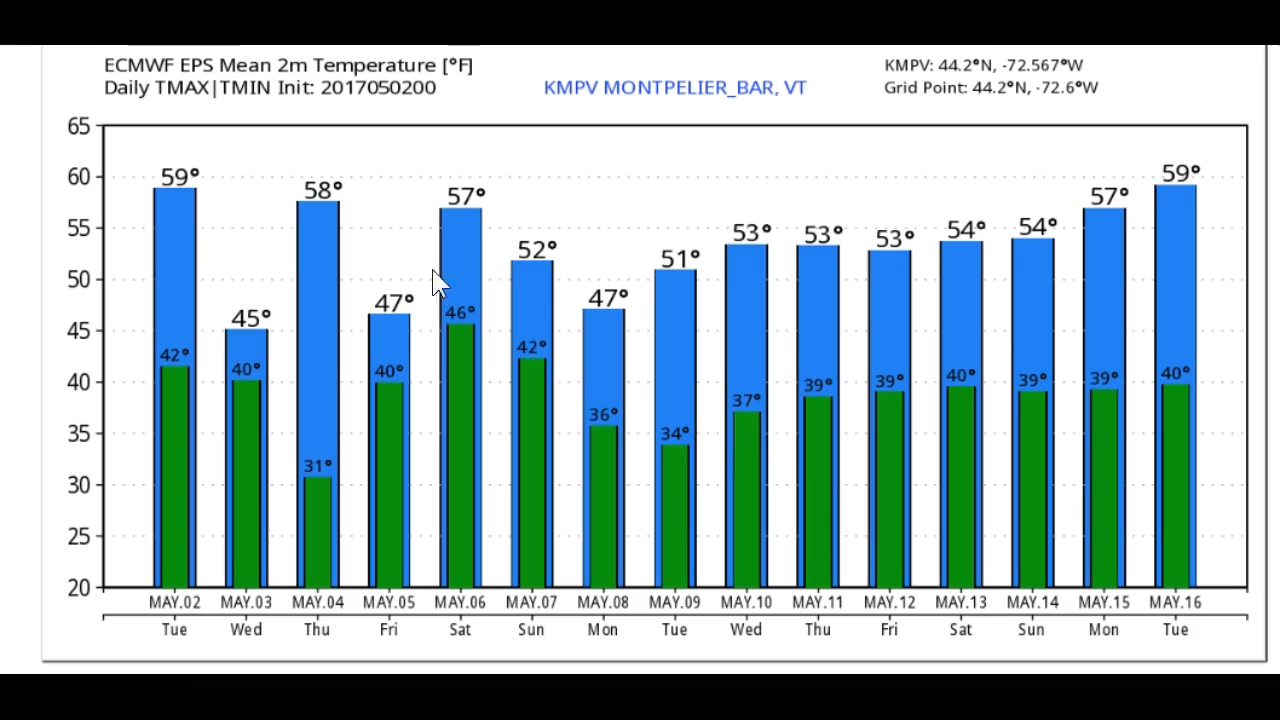 ECMWF EPS Mean 2m Temperature [°F]
Daily TMAX|TMIN Init: 2017050200
KMPV MONTPELIER_BAR, VT
KMPV: 44.2°N, -72.567°W
Grid Point: 44.2°N, -72.6°W
65
60
55
50
45
40
35
30
25
20
59° 45° 58° 47° 57° 52° 47° 51° 53° 53° 53° 54° 54° 57° 59°
42° 40° 31° 40° 46° 42° 36° 34° 37° 39° 39° 40° 39° 39° 40°
MAY.02 MAY.03 MAY.04 MAY.05 MAY.06 MAY.07 MAY.08 MAY.09 MAY.10 MAY.11 MAY.12 MAY.13 MAY.14 MAY.15 MAY.16
Tue Wed Thu Fri Sat Sun Mon Tue Wed Thu Fri Sat Sun Mon Tue